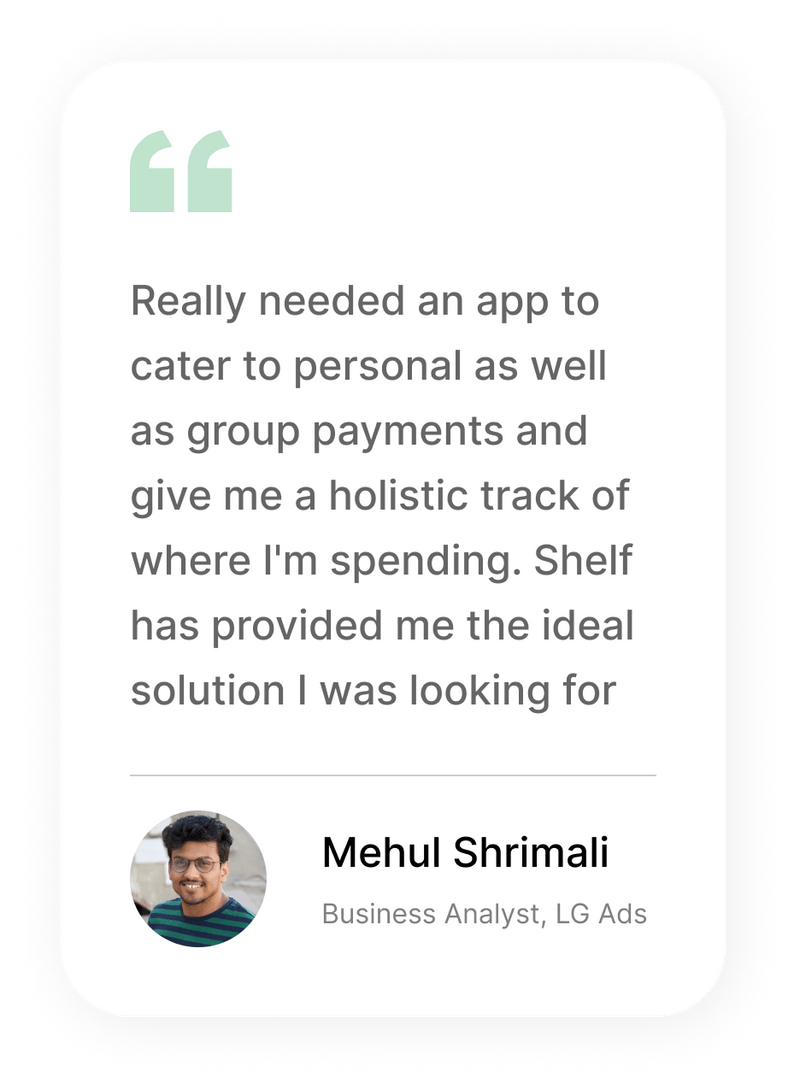 Really needed an app to
cater to personal as well
as group payments and
give me a holistic track of
where I'm spending. Shelf
has provided me the ideal
solution I was looking for
Mehul Shrimali
Business Analyst, LG Ads